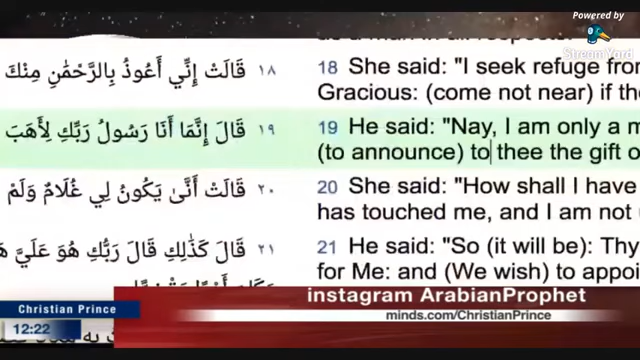 Powered by
StreamYard
قَالَتْ إِنِّي أَعُوذُ بِالرَّحْمَٰنِ مِنْكَ ١٨
18 She said: "I seek refuge from
Gracious: (come not near) if the
قَالَ إِنَّمَا أَنَا رَسُولُ رَبِّكِ لِأَهَبَ ١٩
19 He said: "Nay, I am only a m
(to announce) to thee the gift o
قَالَتْ أَنَّىٰ يَكُونُ لِي غُلَامٌ وَلَمْ ٢٠
20 She said: "How shall I have
has touched me, and I am not
قَالَ كَذَٰلِكِ قَالَ رَبُّكِ هُوَ عَلَيَّ ٢١
21 He said: "So (it will be): Thy
for Me: and (We wish) to appoi
instagram ArabianProphet
Christian Prince
minds.com/ChristianPrince
12:22